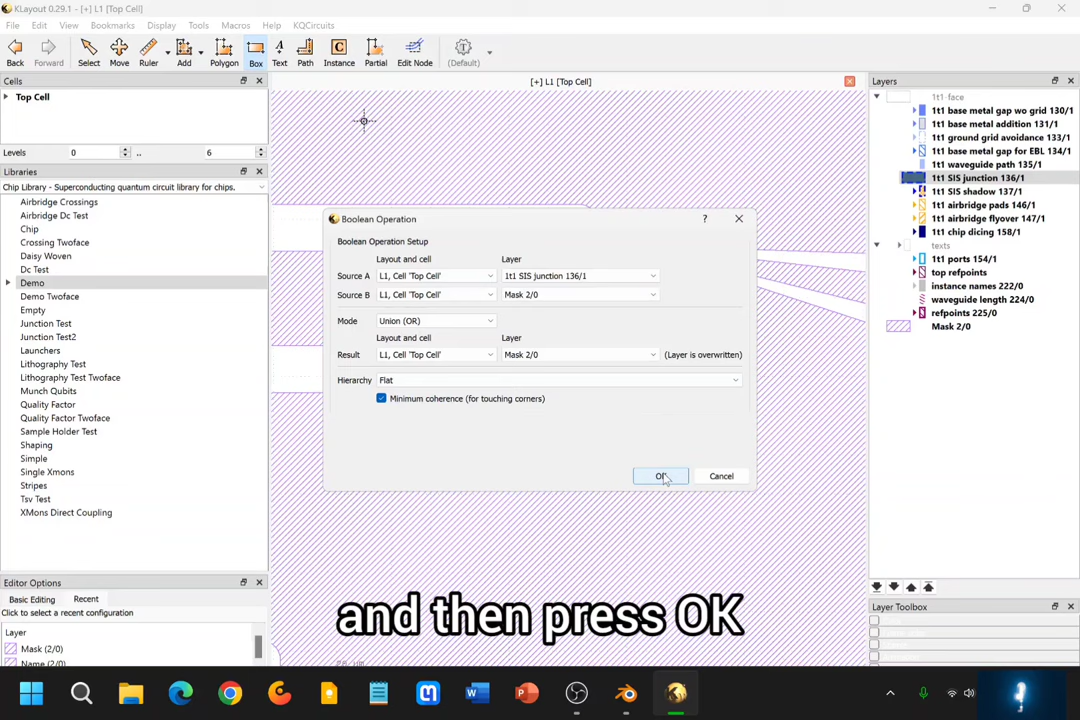 KLayout 0.29.1 - [+] L1 [Top Cell]
File Edit View Bookmarks Display Tools Macros Help KQCircuits
Back Forward Select Move Ruler Add Polygon Box Text Path Instance Partial Edit Node (Default)
Cells
[+] L1 [Top Cell]
Layers
Top Cell
Levels 0 .. 6
Libraries
Chip Library - Superconducting quantum circuit library for chips.
Airbridge Crossings
Airbridge Dc Test
Chip
Crossing Twoface
Daisy Woven
Dc Test
Demo
Demo Twoface
Empty
Junction Test
Junction Test2
Launchers
Lithography Test
Lithography Test Twoface
Munch Qubits
Quality Factor
Quality Factor Twoface
Sample Holder Test
Shaping
Simple
Single Xmons
Stripes
Tsv Test
XMons Direct Coupling
Editor Options
Basic Editing Recent
Click to select a recent configuration
Layer
Mask (2/0)
Name (2/0)
Boolean Operation
?
Boolean Operation Setup
Layout and cell Layer
Source A L1, Cell 'Top Cell' 1t1 SIS junction 136/1
Source B L1, Cell 'Top Cell' Mask 2/0
Mode Union (OR)
Layout and cell Layer
Result L1, Cell 'Top Cell' Mask 2/0 (Layer is overwritten)
Hierarchy Flat
Minimum coherence (for touching corners)
OK Cancel
and then press OK
1t1-face
1t1 base metal gap wo grid 130/1
1t1 base metal addition 131/1
1t1 ground grid avoidance 133/1
1t1 base metal gap for EBL 134/1
1t1 waveguide path 135/1
1t1 SIS junction 136/1
1t1 SIS shadow 137/1
1t1 airbridge pads 146/1
1t1 airbridge flyover 147/1
1t1 chip dicing 158/1
texts
1t1 ports 154/1
top refpoints
instance names 222/0
waveguide length 224/0
refpoints 225/0
Mask 2/0
Layer Toolbox